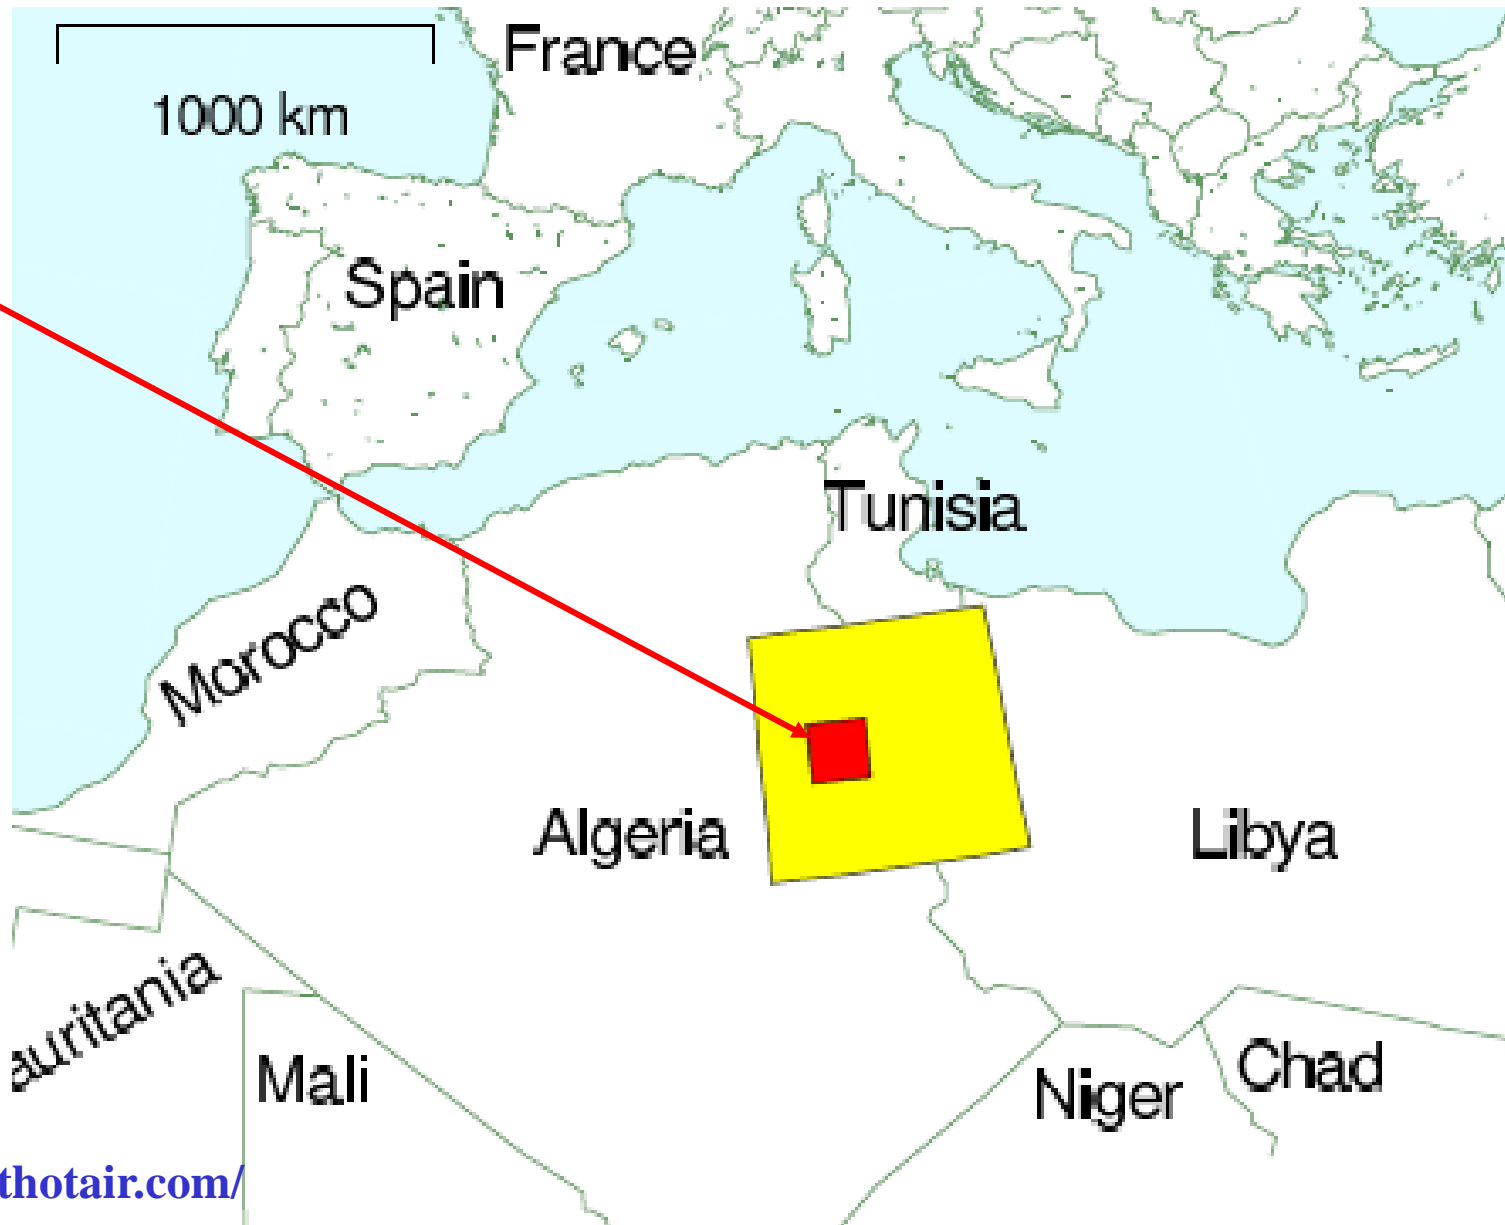 France
1000 km
Spain
Tunisia
Morocco
Algeria
Libya
auritania
Mali
Niger
Chad
thotair.com/